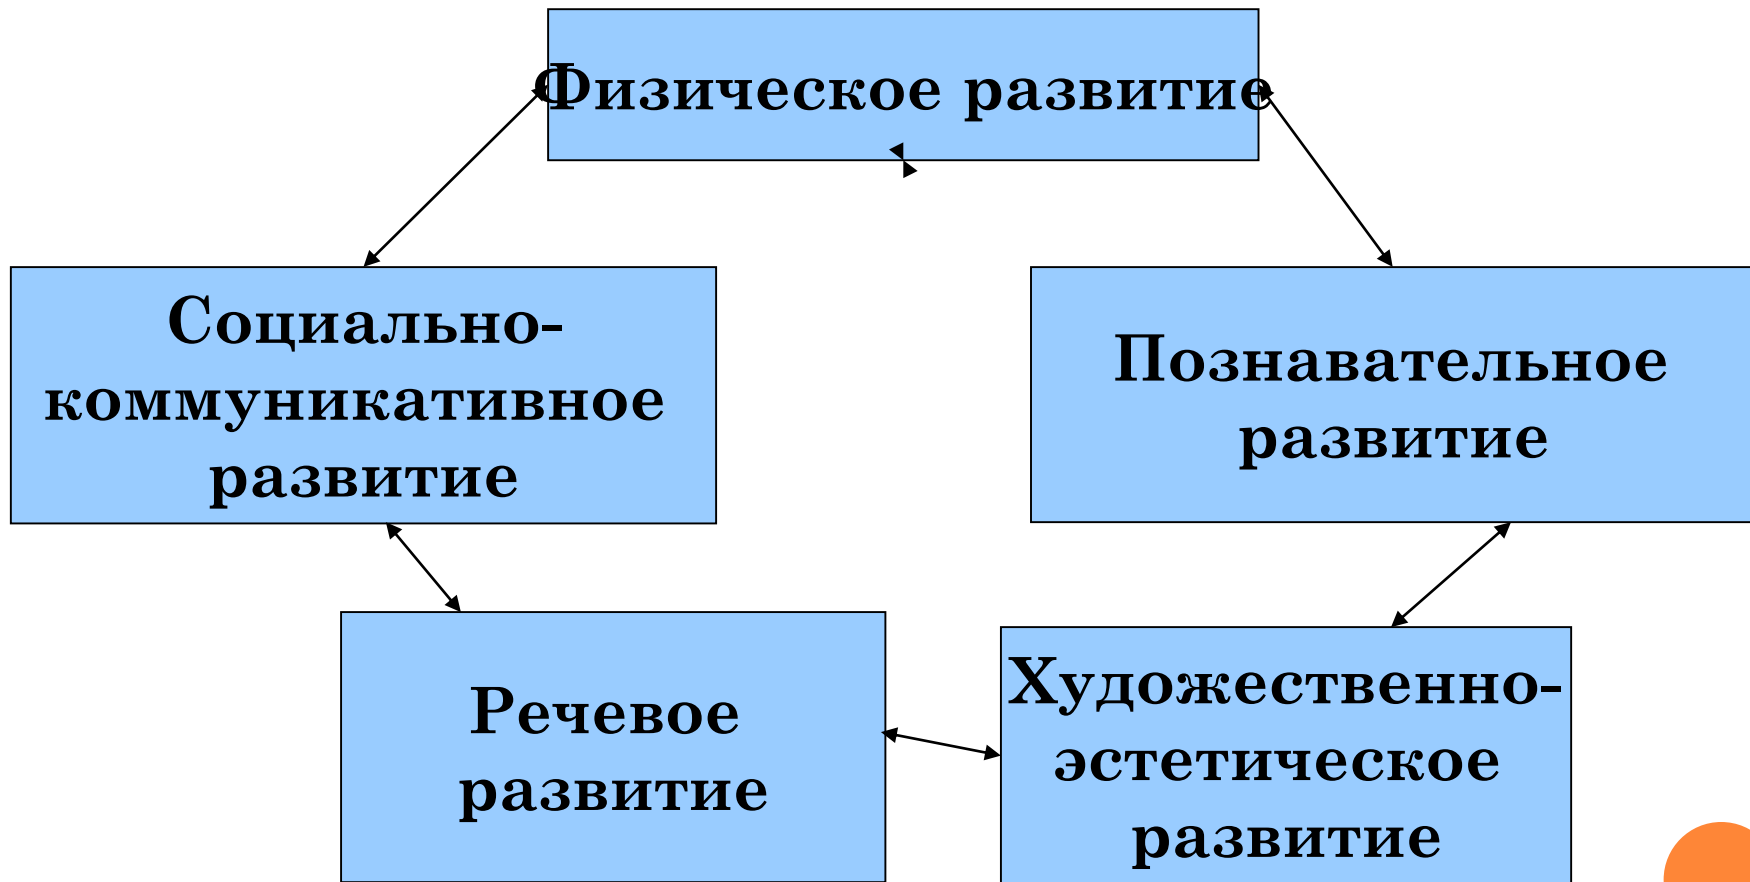 Физическое развитие
Социально-
коммуникативное
развитие
Познавательное
развитие
Речевое
развитие
Художественно-
эстетическое
развитие